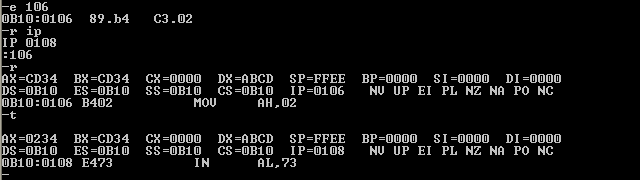 -e 106
0B10:0106  89.b4   C3.02
-r ip
IP 0108
:106
-r
AX=CD34  BX=CD34  CX=0000  DX=ABCD  SP=FFEE  BP=0000  SI=0000  DI=0000
DS=0B10  ES=0B10  SS=0B10  CS=0B10  IP=0106   NV UP EI PL NZ NA PO NC
0B10:0106 B402          MOV     AH,02
-t
AX=0234  BX=CD34  CX=0000  DX=ABCD  SP=FFEE  BP=0000  SI=0000  DI=0000
DS=0B10  ES=0B10  SS=0B10  CS=0B10  IP=0108   NV UP EI PL NZ NA PO NC
0B10:0108 E473          IN      AL,73
-